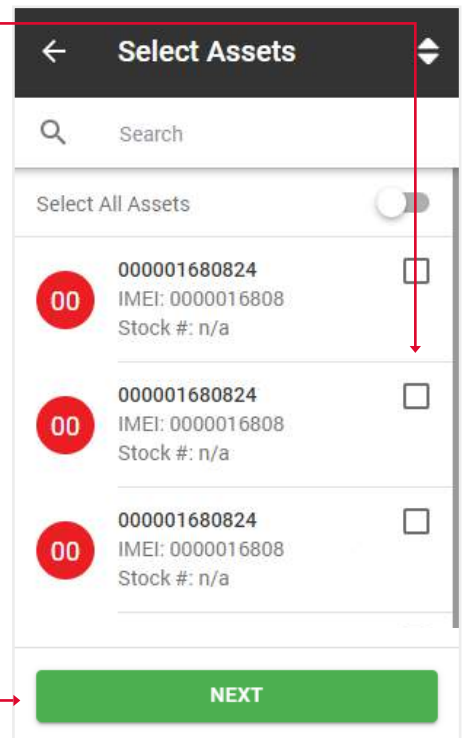 Select Assets
Search
Select All Assets
00
000001680824
IMEI: 0000016808
Stock #: n/a
00
000001680824
IMEI: 0000016808
Stock #: n/a
00
000001680824
IMEI: 0000016808
Stock #: n/a
NEXT